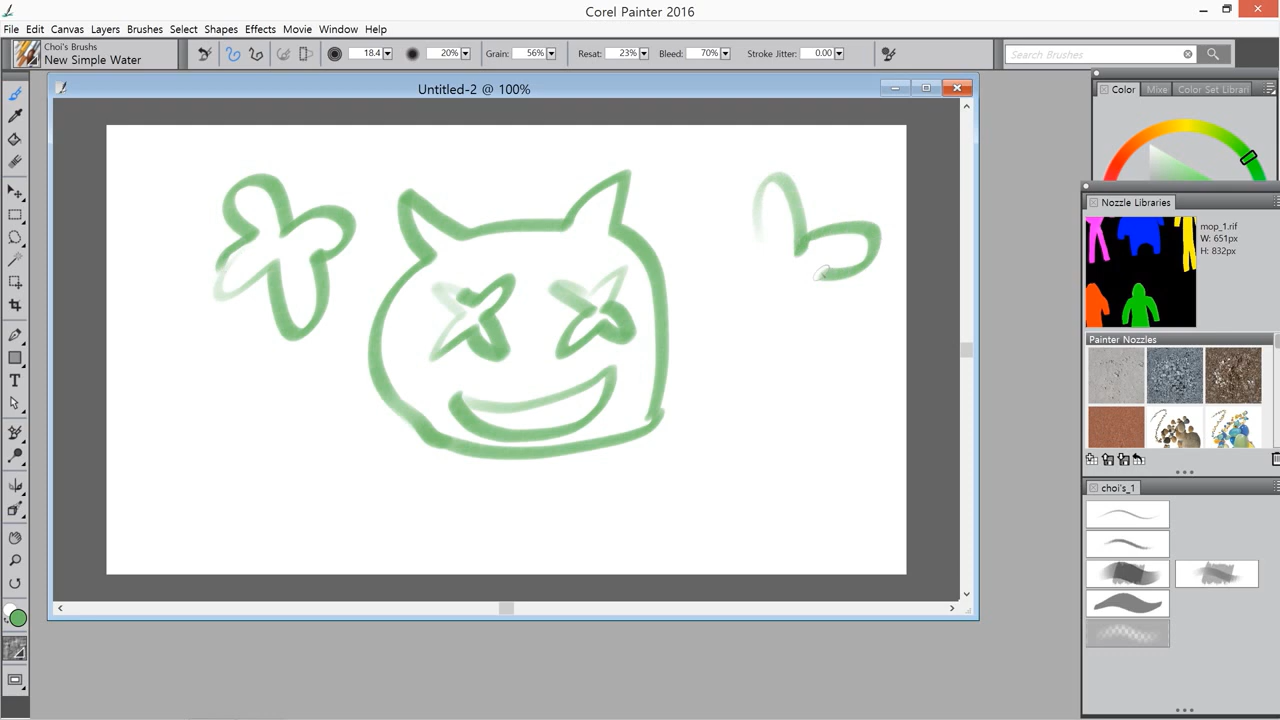 Corel Painter 2016
File Edit Canvas Layers Brushes Select Shapes Effects Movie Window Help
Choi's Brushs
New Simple Water
18.4 20% Grain: 56% Resat: 23% Bleed: 70% Stroke Jitter: 0.00
Search Brushes
Untitled-2 @ 100%
Color Mixe Color Set Librari
Nozzle Libraries
mop_1.rif
W: 651px
H: 832px
Painter Nozzles
choi's_1